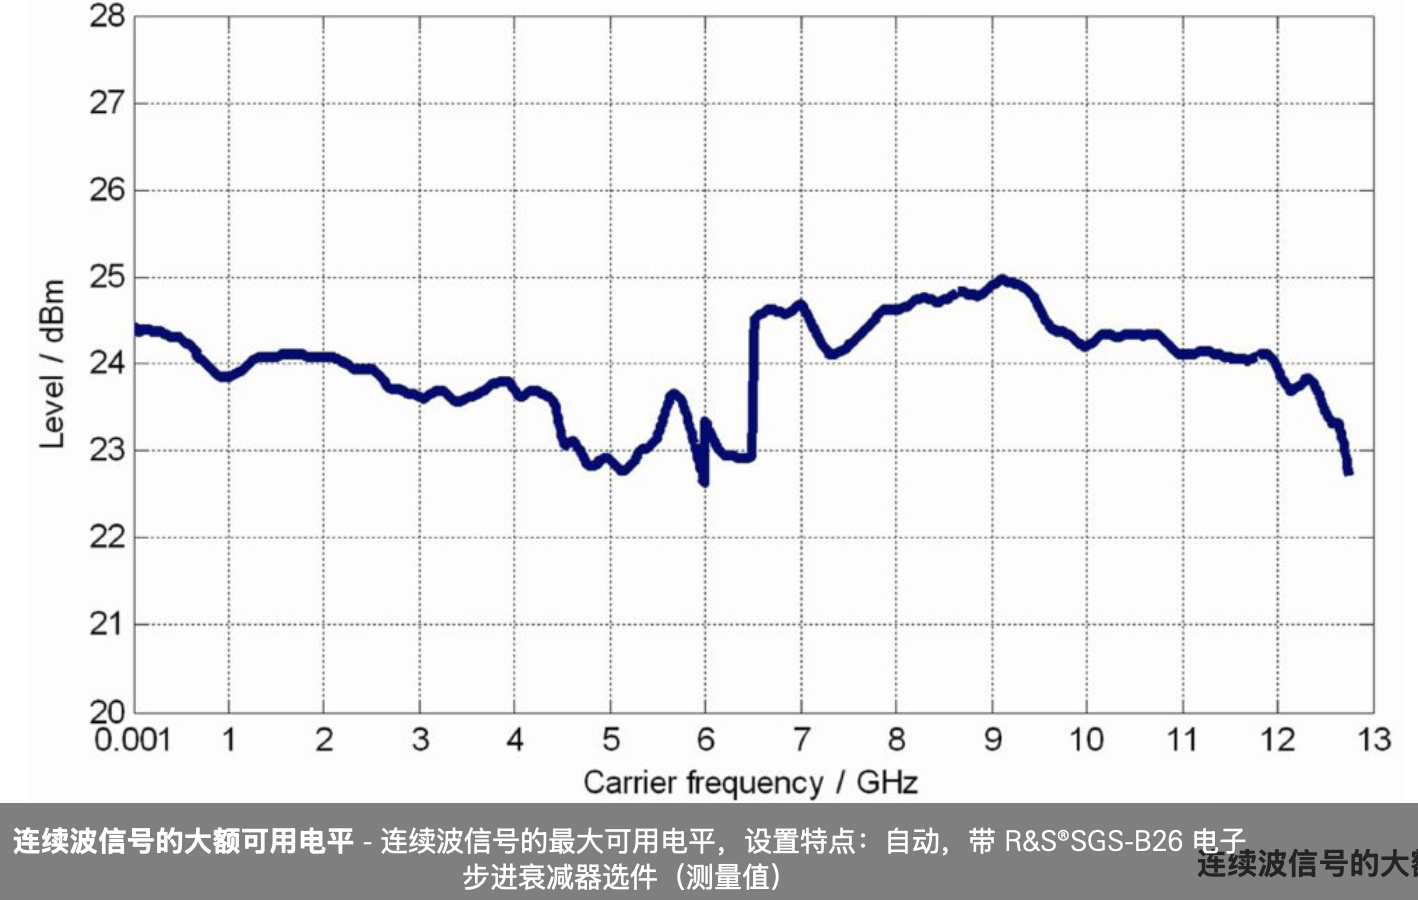 28
27
26
25
24
23
22
21
20
Level / dBm
0.001 1 2 3 4 5 6 7 8 9 10 11 12 13
Carrier frequency / GHz
连续波信号的大额可用电平 - 连续波信号的最大可用电平，设置特点：自动，带 R&S®SGS-B26 电子
步进衰减器选件（测量值）
连续波信号的大